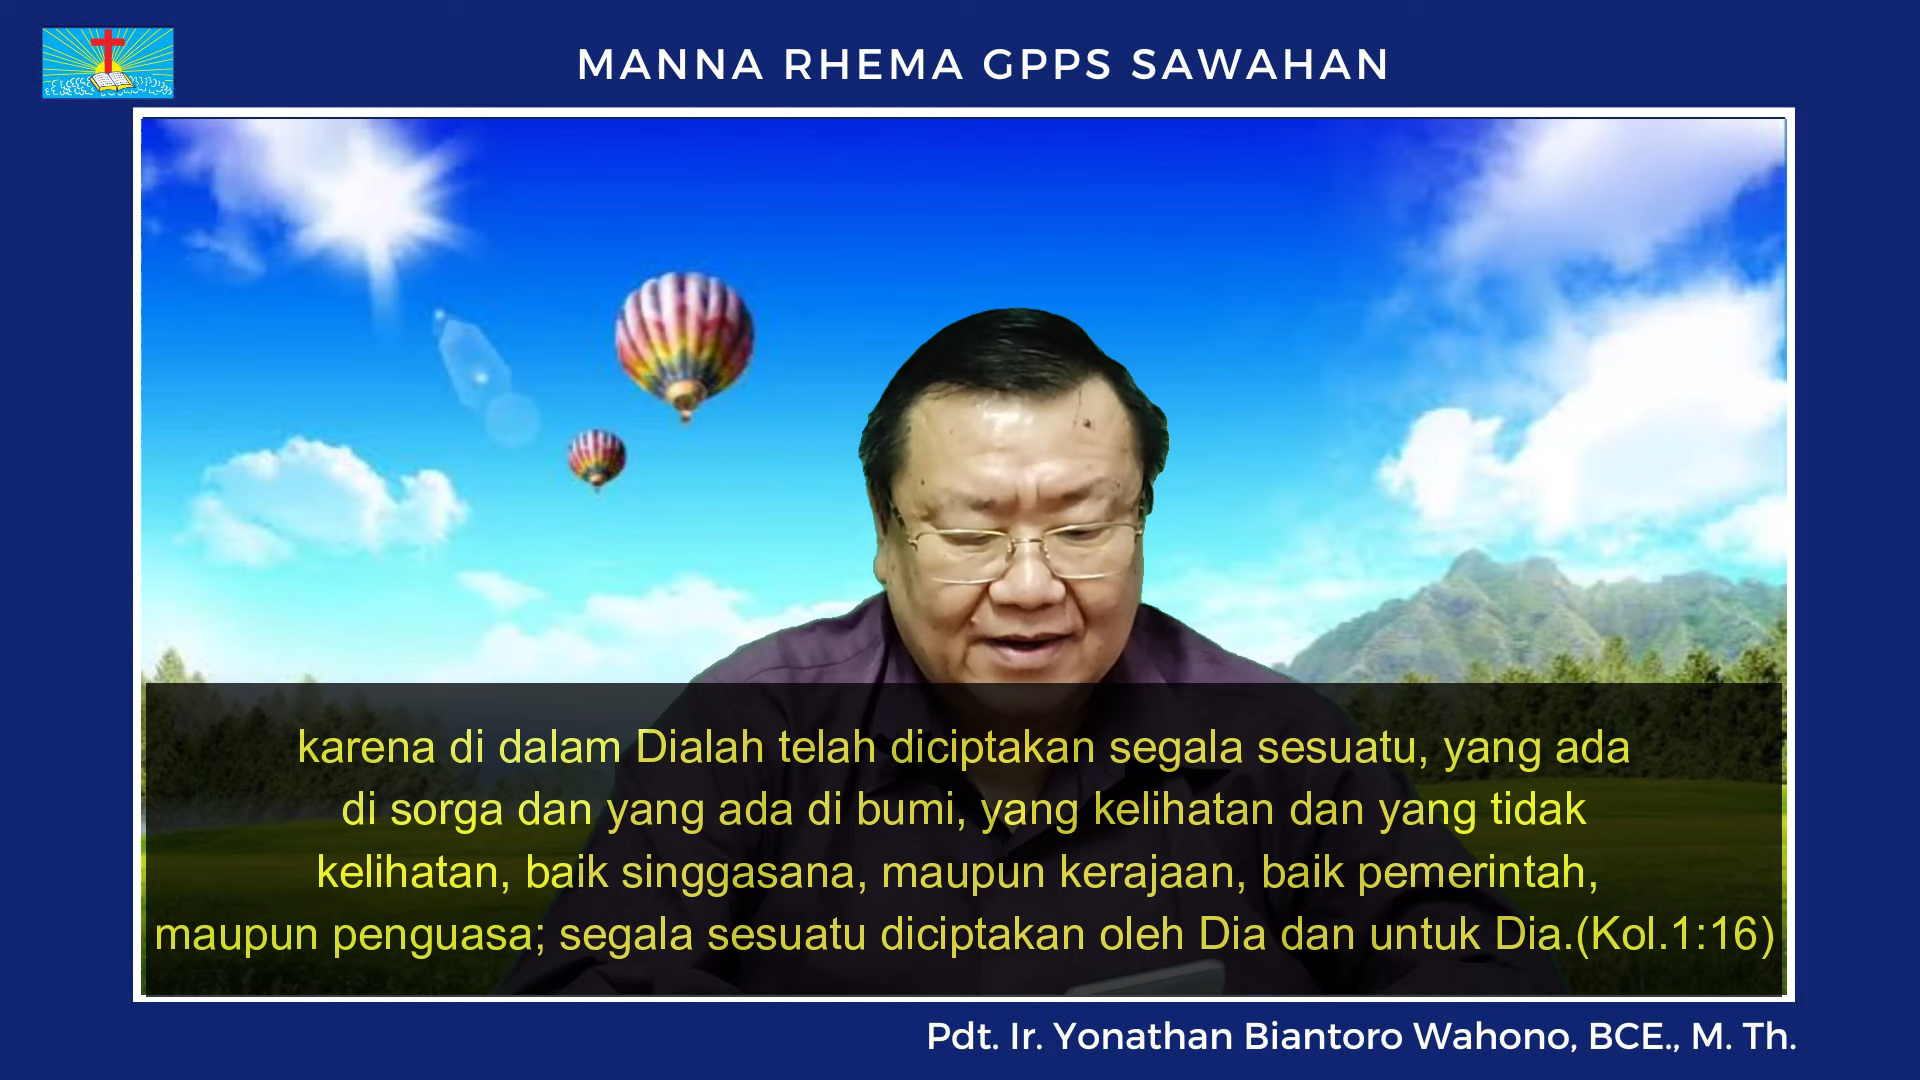 MANNA RHEMA GPPS SAWAHAN
karena di dalam Dialah telah diciptakan segala sesuatu, yang ada
di sorga dan yang ada di bumi, yang kelihatan dan yang tidak
kelihatan, baik singgasana, maupun kerajaan, baik pemerintah,
maupun penguasa; segala sesuatu diciptakan oleh Dia dan untuk Dia.(Kol.1:16)
Pdt. Ir. Yonathan Biantoro Wahono, BCE., M. Th.